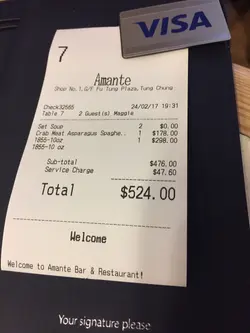 VISA
7
Amante
Shop No.1,G/F Fu Tung Plaza,Tung Chung
Check32665 24/02/17 19:31
Table 7 2 Guest(s) Maggie
Set Soup 2 $0.00
Crab Meat Asparagus Spaghe.. 1 $178.00
1855-10oz 1 $298.00
1855-10 oz
Sub-total $476.00
Service Charge $47.60
Total $524.00
Welcome
Welcome to Amante Bar & Restaurant!
Your signature please